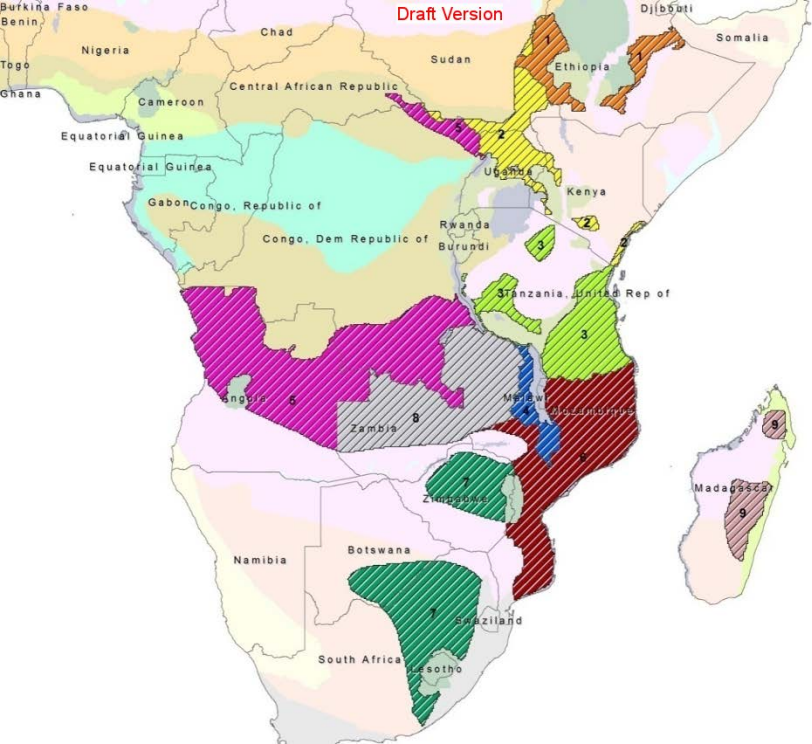 Draft Version
Burkina Faso
Djibouti
Benin
Chad
Somalia
Nigeria
1
1
Sudan
Togo
Ethiopia
Central African Republic
Ghana
Cameroon
5
2
Equatorial Guinea
Equatorial Guinea
Uganda
Kenya
Gabon
Congo, Republic of
2
Rwanda
Congo, Dem Republic of
Burundi
3
2
3
Tanzania, United Rep of
3
Angola
5
Malawi
4
Mozambique
8
Zambia
9
6
7
Zimbabwe
Madagascar
9
Botswana
Namibia
7
Swaziland
South Africa
Lesotho